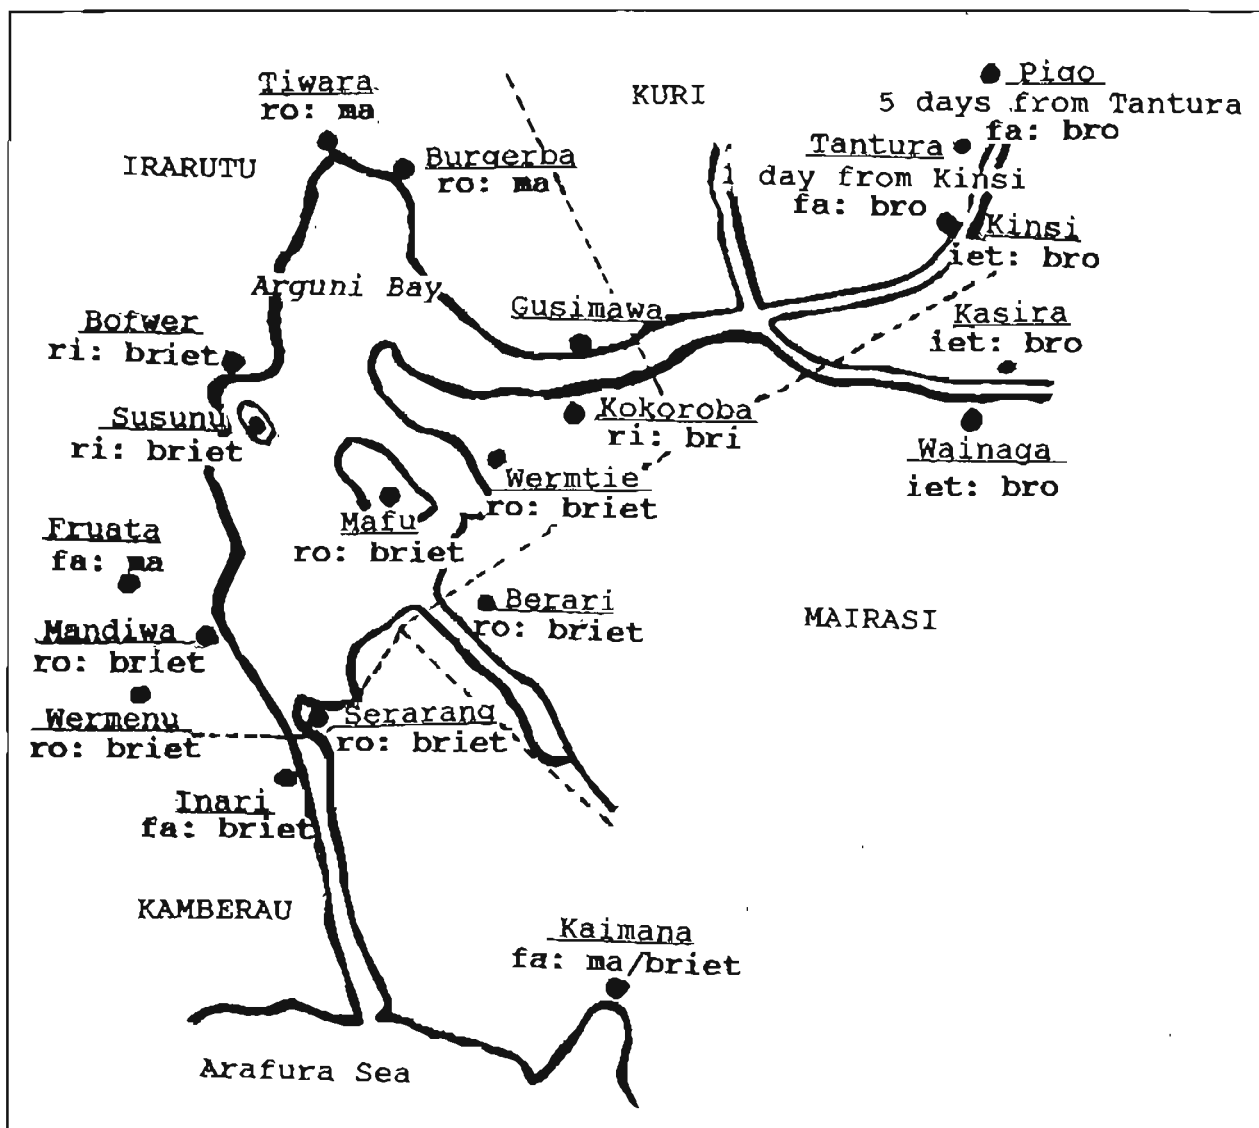 Tiwara
ro: ma
KURI
Pigo
5 days from Tantura
fa: bro
IRARUTU
Burgerba
ro: ma
Tantura
1 day from Kinsi
fa: bro
Kinsi
iet: bro
Arguni Bay
Gusimawa
Kasira
iet: bro
Bofwer
ri: briet
Susunu
ri: briet
Kokoroba
ri: bri
Wainaga
iet: bro
Wermtie
ro: briet
Mafu
ro: briet
Fruata
fa: ma
Berari
ro: briet
MAIRASI
Mandiwa
ro: briet
Wermenu
ro: briet
Serarang
ro: briet
Inari
fa: briet
KAMBERAU
Kaimana
fa: ma/briet
Arafura Sea